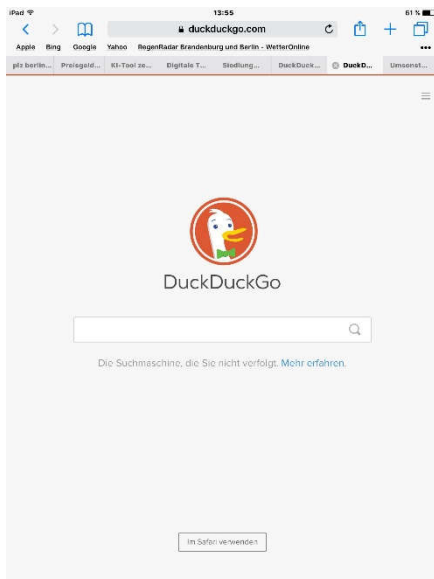 iPad 13:55 61 %
duckduckgo.com
Apple Bing Google Yahoo RegenRadar Brandenburg und Berlin - WetterOnline
plz berlin... Preisgeld... KI-Tool ze... Digitale T... Siedlung... DuckDuck... DuckD... Umsonst...
DuckDuckGo
Die Suchmaschine, die Sie nicht verfolgt. Mehr erfahren.
Im Safari verwenden